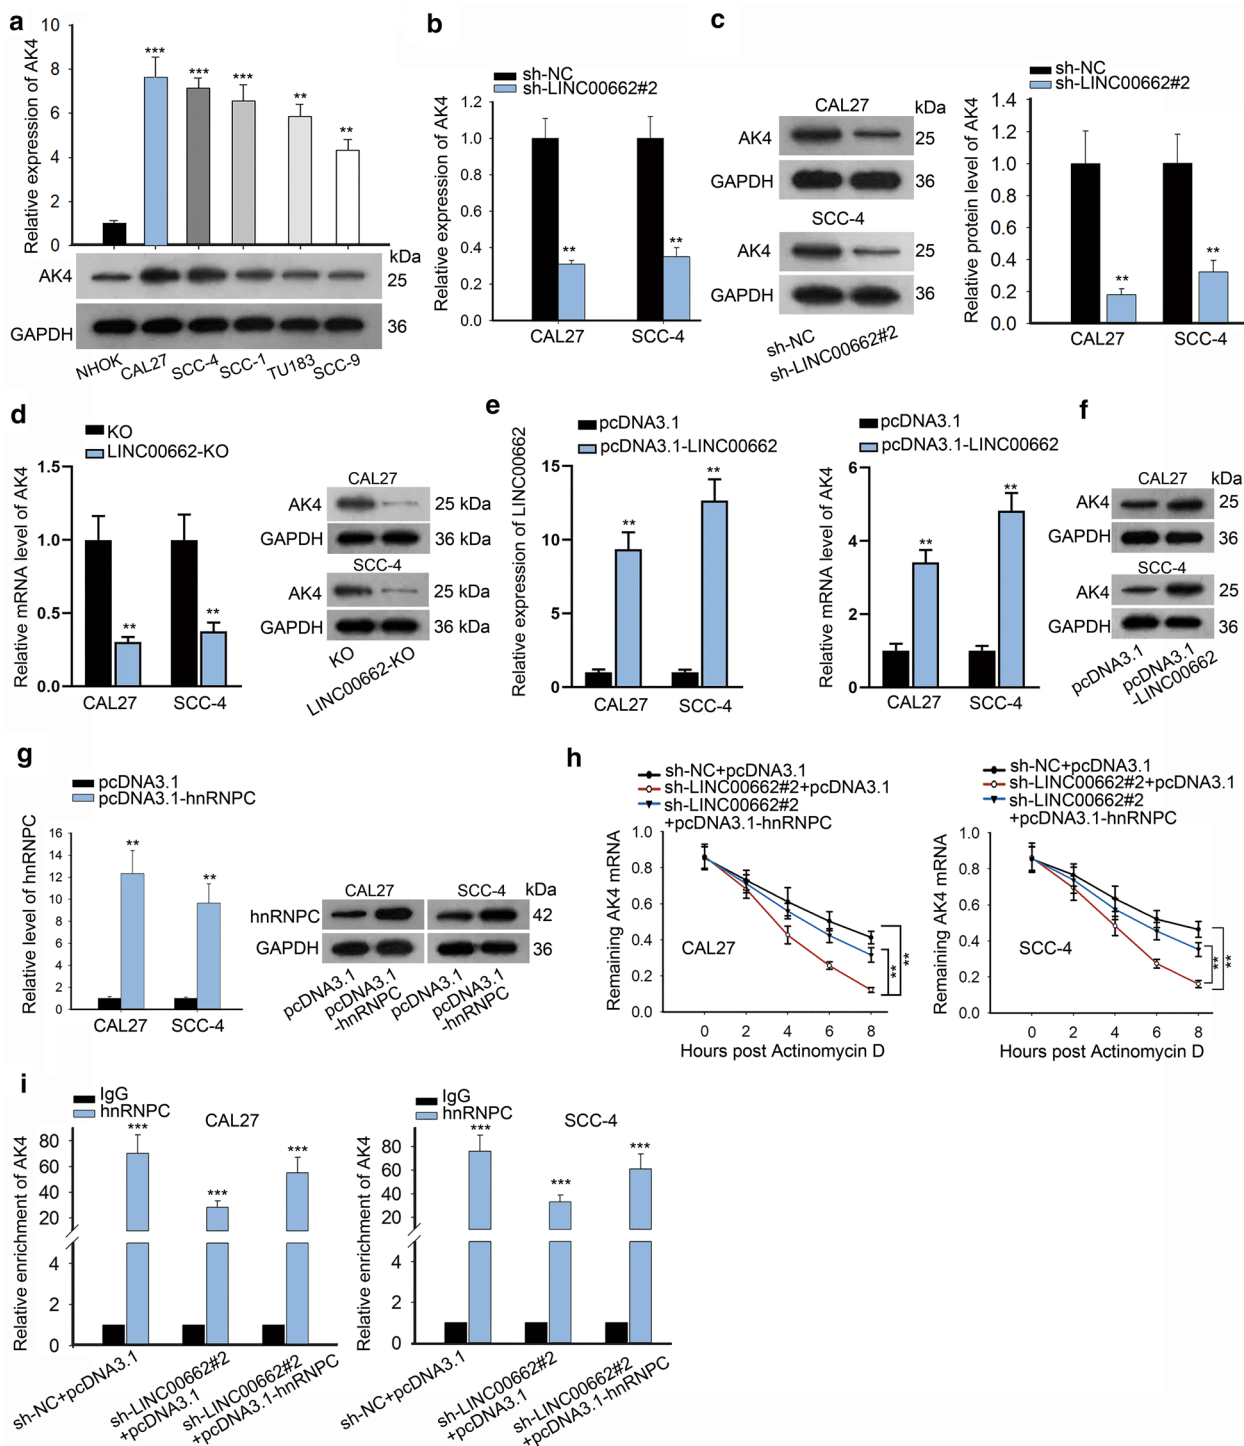 a
Relative expression of AK4
10
8
6
4
2
0
***
***
***
**
**
kDa
AK4
25
GAPDH
36
NHOK
CAL27
SCC-4
SCC-1
TU183
SCC-9
b
sh-NC
sh-LINC00662#2
Relative expression of AK4
1.2
1.0
0.8
0.6
0.4
0.2
0.0
**
**
CAL27
SCC-4
c
CAL27
kDa
AK4
25
GAPDH
36
SCC-4
AK4
25
GAPDH
36
sh-NC
sh-LINC00662#2
sh-NC
sh-LINC00662#2
Relative protein level of AK4
1.4
1.2
1.0
0.8
0.6
0.4
0.2
0.0
**
**
CAL27
SCC-4
d
KO
LINC00662-KO
Relative mRNA level of AK4
1.5
1.0
0.5
0.0
**
**
CAL27
SCC-4
CAL27
AK4
25 kDa
GAPDH
36 kDa
SCC-4
AK4
25 kDa
GAPDH
36 kDa
KO
LINC00662-KO
e
pcDNA3.1
pcDNA3.1-LINC00662
Relative expression of LINC00662
15
10
5
0
**
**
CAL27
SCC-4
pcDNA3.1
pcDNA3.1-LINC00662
Relative mRNA level of AK4
6
4
2
0
**
**
CAL27
SCC-4
f
CAL27
kDa
AK4
25
GAPDH
36
SCC-4
AK4
25
GAPDH
36
pcDNA3.1
pcDNA3.1
-LINC00662
g
pcDNA3.1
pcDNA3.1-hnRNPC
Relative level of hnRNPC
16
14
12
10
8
6
4
2
0
**
**
CAL27
SCC-4
CAL27
SCC-4
kDa
hnRNPC
42
GAPDH
36
pcDNA3.1
pcDNA3.1
-hnRNPC
pcDNA3.1
pcDNA3.1
-hnRNPC
h
sh-NC+pcDNA3.1
sh-LINC00662#2+pcDNA3.1
sh-LINC00662#2
+pcDNA3.1-hnRNPC
Remaining AK4 mRNA
1.0
0.8
0.6
0.4
0.2
0.0
CAL27
**
**
0 2 4 6 8
Hours post Actinomycin D
sh-NC+pcDNA3.1
sh-LINC00662#2+pcDNA3.1
sh-LINC00662#2
+pcDNA3.1-hnRNPC
Remaining AK4 mRNA
1.0
0.8
0.6
0.4
0.2
0.0
SCC-4
**
**
0 2 4 6 8
Hours post Actinomycin D
i
IgG
hnRNPC
CAL27
Relative enrichment of AK4
80
60
40
20
4
2
0
***
***
***
sh-NC+pcDNA3.1
sh-LINC00662#2
+pcDNA3.1
sh-LINC00662#2
+pcDNA3.1-hnRNPC
IgG
hnRNPC
SCC-4
Relative enrichment of AK4
80
60
40
20
4
2
0
***
***
***
sh-NC+pcDNA3.1
sh-LINC00662#2
+pcDNA3.1
sh-LINC00662#2
+pcDNA3.1-hnRNPC